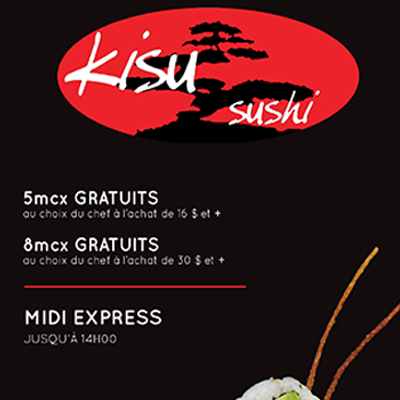 Kisu
sushi
5mcx GRATUITS
au choix du chef à l'achat de 16 $ et +
8mcx GRATUITS
au choix du chef à l'achat de 30 $ et +
MIDI EXPRESS
JUSQU'À 14H00